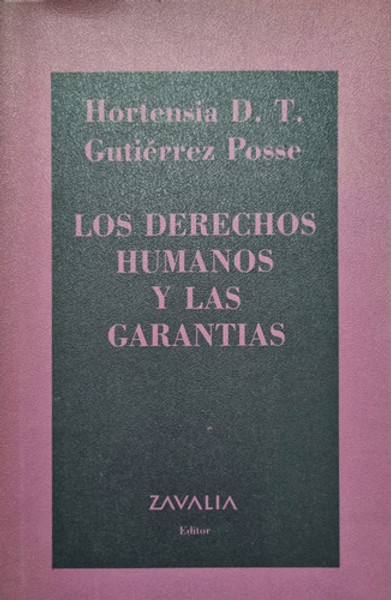 Hortensia D. T.
Gutiérrez Posse
LOS DERECHOS
HUMANOS
Y LAS
GARANTIAS
ZAVALIA
Editor